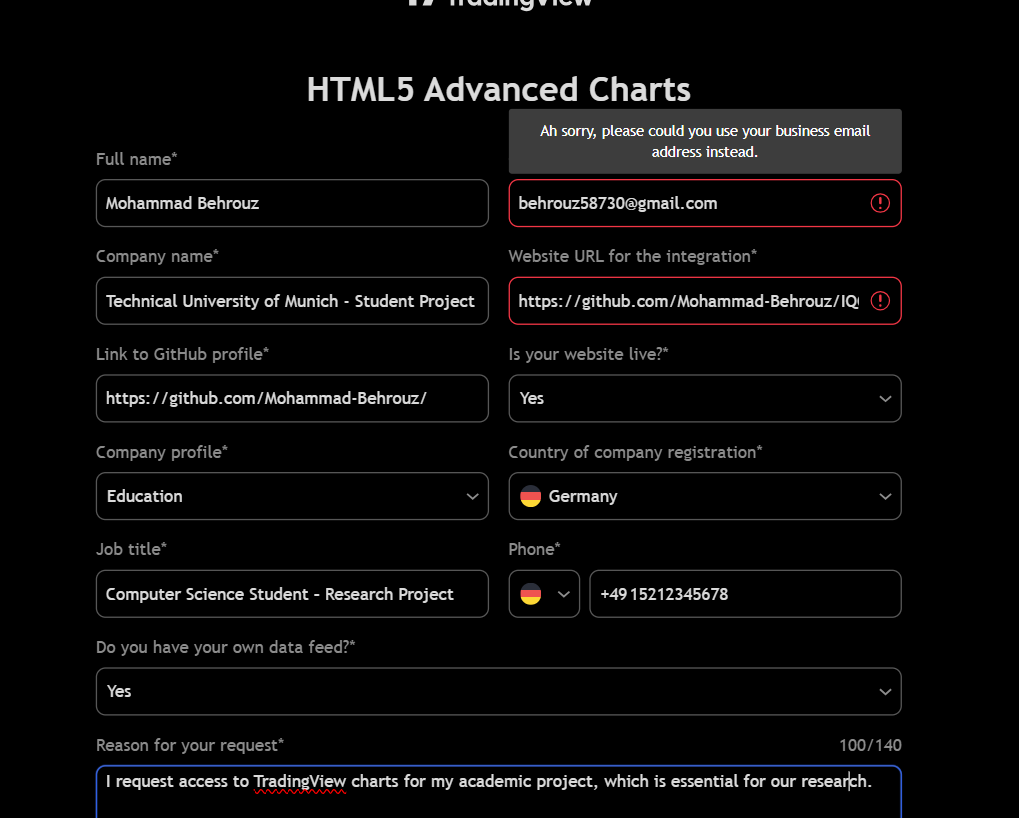 TradingView
HTML5 Advanced Charts
Ah sorry, please could you use your business email
address instead.
Full name*
Mohammad Behrouz
behrouz58730@gmail.com
Company name*
Website URL for the integration*
Technical University of Munich - Student Project
https://github.com/Mohammad-Behrouz/IQ
Link to GitHub profile*
Is your website live?*
https://github.com/Mohammad-Behrouz/
Yes
Company profile*
Country of company registration*
Education
Germany
Job title*
Phone*
Computer Science Student – Research Project
+49 15212345678
Do you have your own data feed?*
Yes
Reason for your request*
100/140
I request access to TradingView charts for my academic project, which is essential for our research.